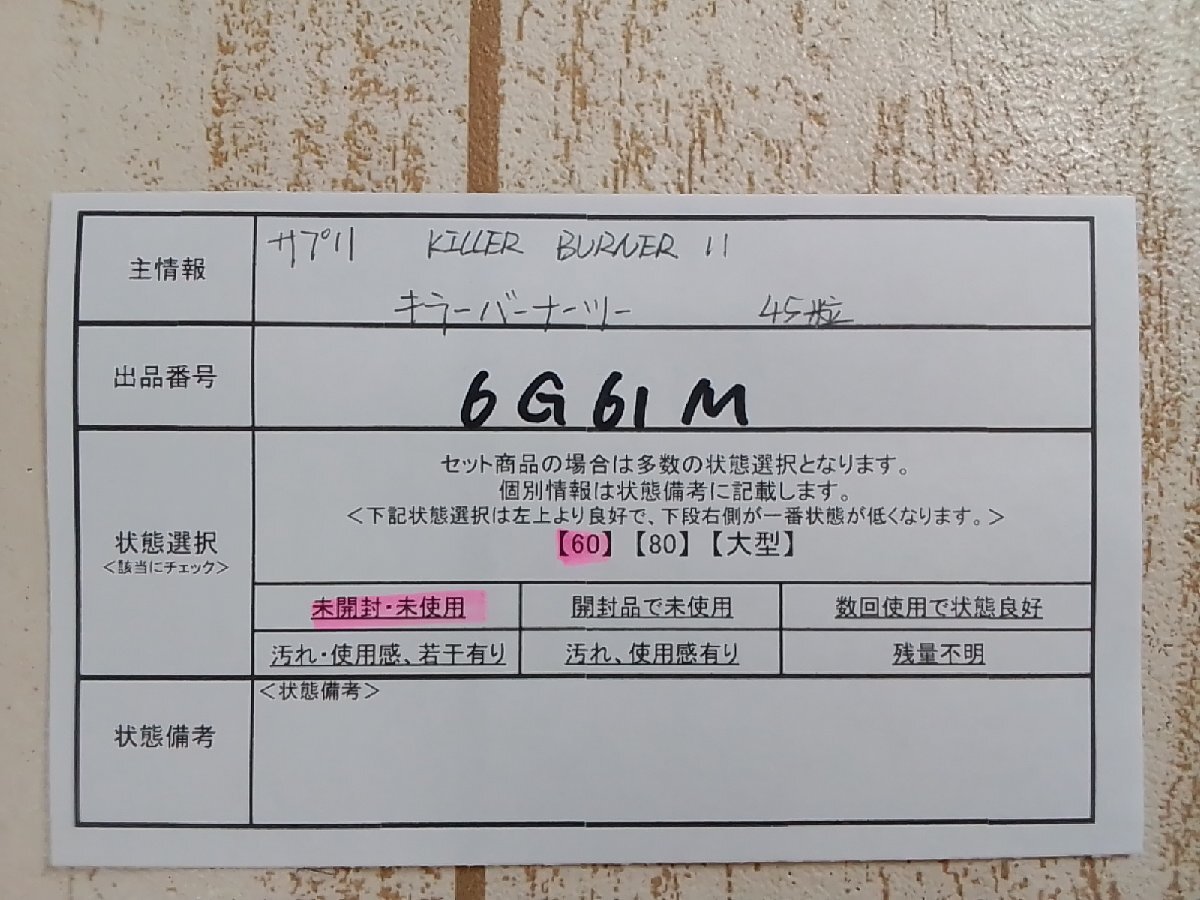 主情報
サプリ KILLER BURNER II
キラーバーナーツー 45粒
出品番号
6G61M
セット商品の場合は多数の状態選択となります。
個別情報は状態備考に記載します。
＜下記状態選択は左上より良好で、下段右側が一番状態が低くなります。＞
【60】【80】【大型】
状態選択
＜該当にチェック＞
未開封・未使用 開封品で未使用 数回使用で状態良好
汚れ・使用感、若干有り 汚れ、使用感有り 残量不明
状態備考
＜状態備考＞